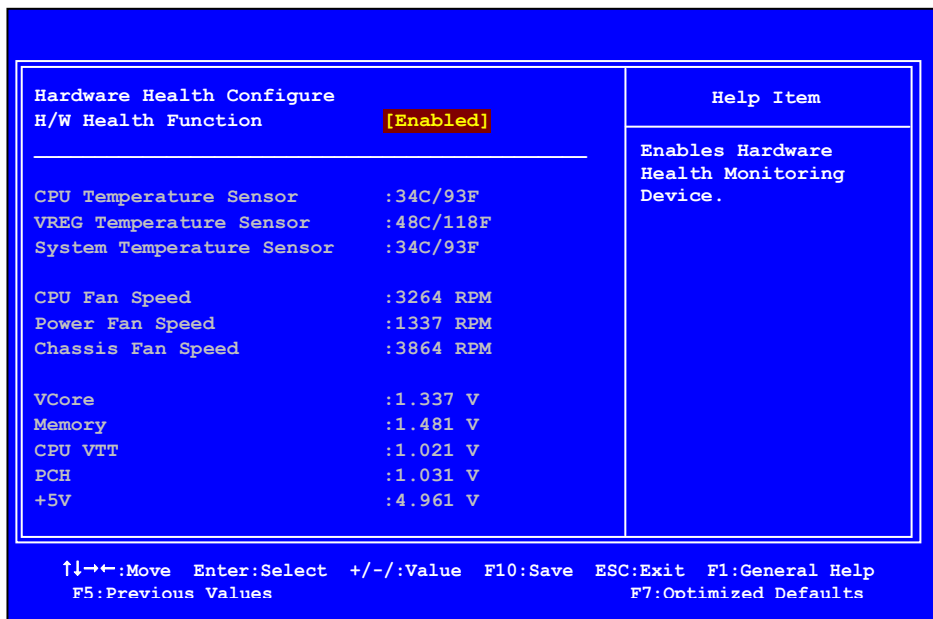 Hardware Health Configure
H/W Health Function [Enabled]
CPU Temperature Sensor :34C/93F
VREG Temperature Sensor :48C/118F
System Temperature Sensor :34C/93F
CPU Fan Speed :3264 RPM
Power Fan Speed :1337 RPM
Chassis Fan Speed :3864 RPM
VCore :1.337 V
Memory :1.481 V
CPU VTT :1.021 V
PCH :1.031 V
+5V :4.961 V
Help Item
Enables Hardware
Health Monitoring
Device.
↑↓→←:Move Enter:Select +/-/:Value F10:Save ESC:Exit F1:General Help
F5:Previous Values F7:Optimized Defaults